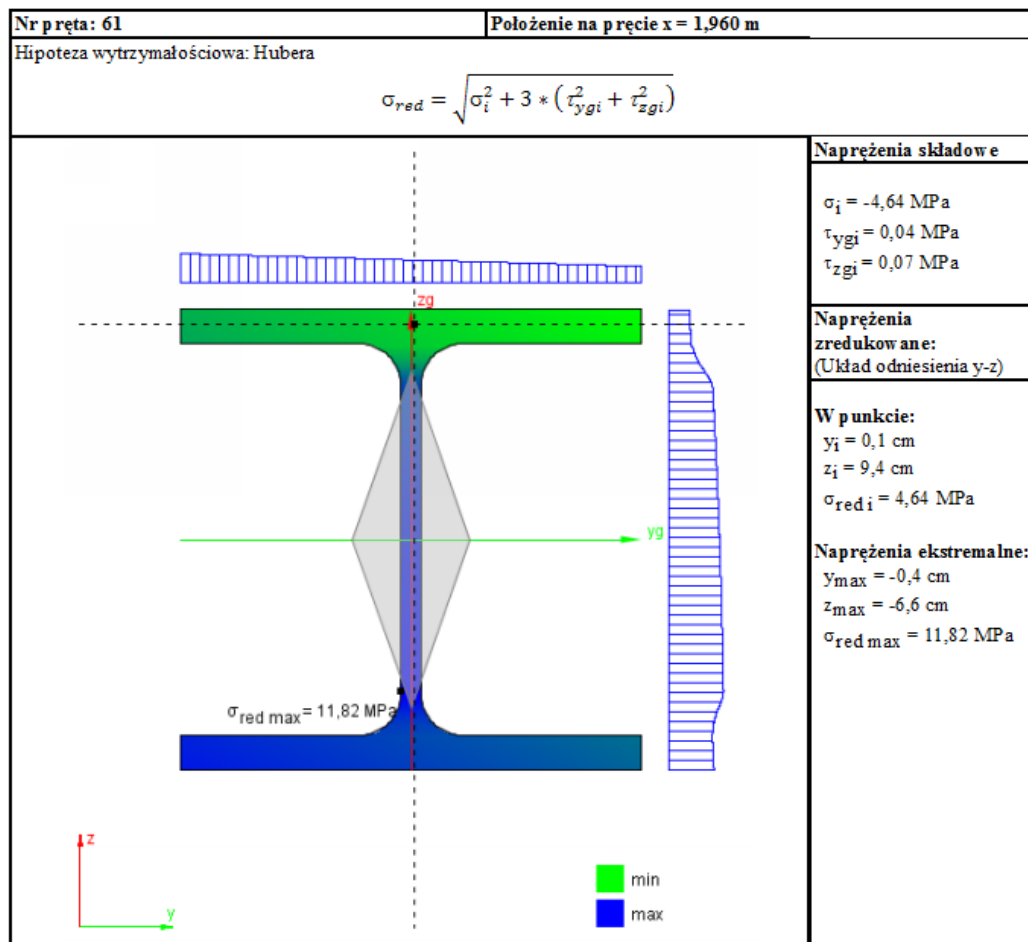 Nr pręta: 61
Położenie na pręcie x = 1,960 m
Hipoteza wytrzymałościowa: Hubera
σred = √(σi² + 3 * (τygi² + τzgi²))
zg
yg
σred max = 11,82 MPa
z
y
min
max
Naprężenia składowe
σi = -4,64 MPa
τygi = 0,04 MPa
τzgi = 0,07 MPa
Naprężenia
zredukowane:
(Układ odniesienia y-z)
W punkcie:
yi = 0,1 cm
zi = 9,4 cm
σred i = 4,64 MPa
Naprężenia ekstremalne:
ymax = -0,4 cm
zmax = -6,6 cm
σred max = 11,82 MPa